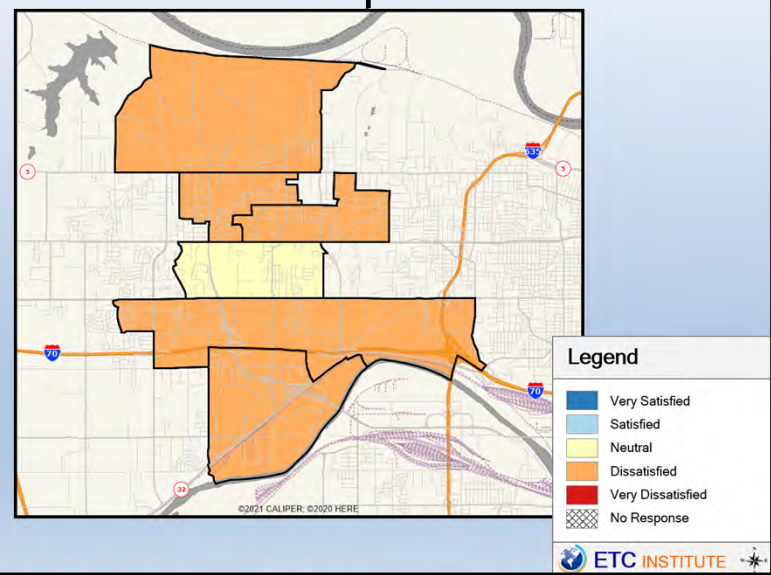 635
5
5
70
70
32
©2021 CALIPER; ©2020 HERE
Legend
Very Satisfied
Satisfied
Neutral
Dissatisfied
Very Dissatisfied
No Response
ETC INSTITUTE